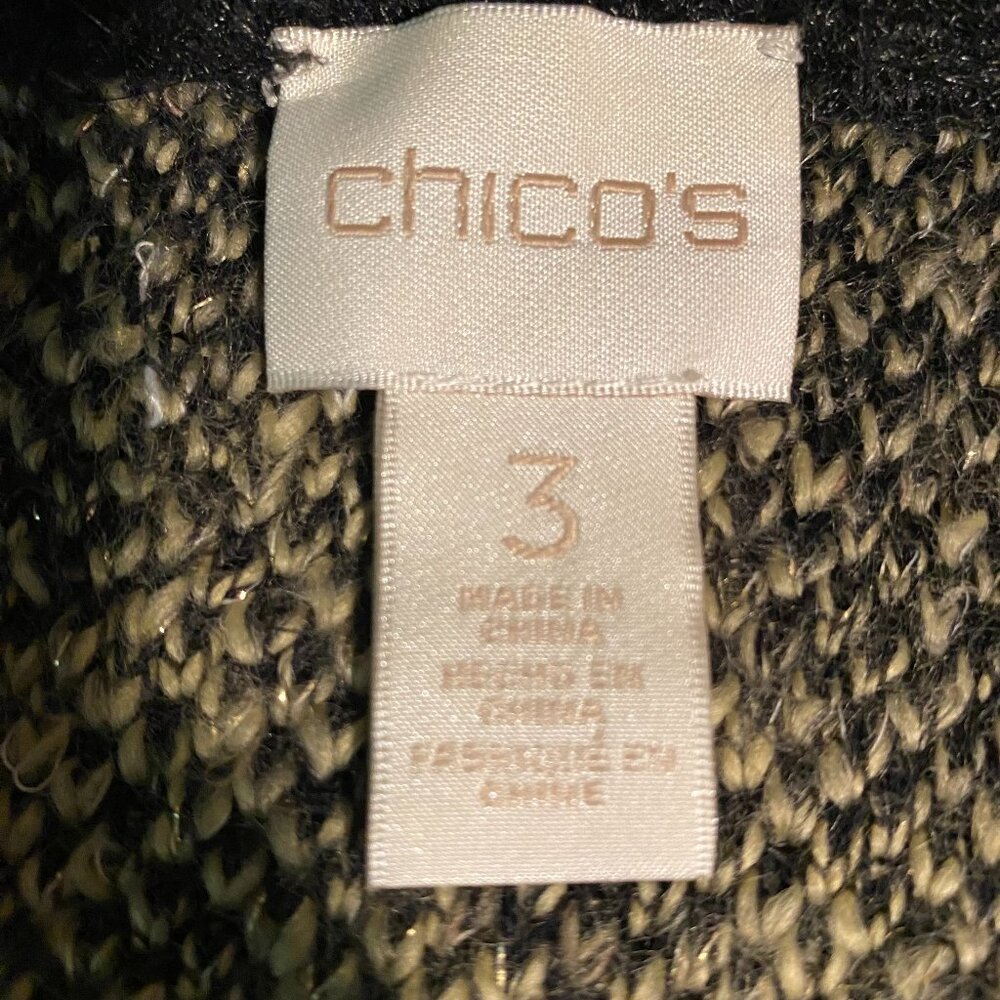 chico's
3
MADE IN
CHINA
HECHO EN
CHINA
FABRIQUÉ EN
CHINE